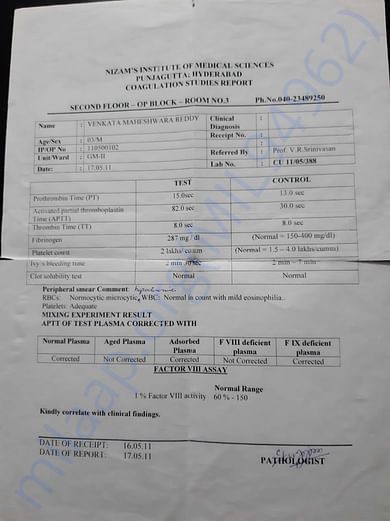 NIZAM'S INSTITUTE OF MEDICAL SCIENCES
PUNJAGUTTA: HYDERABAD
COAGULATION STUDIES REPORT
SECOND FLOOR – OP BLOCK – ROOM NO.3 Ph.No.040-23489250
Name : VENKATA MAHESHWARA REDDY Clinical Diagnosis :
Receipt No. :
Age/Sex : 03/M
IP/OP No : 110500102
Unit/Ward : GM-II Referred By : Prof. V.R.Srinivasan
Date: : 17.05.11 Lab No. : CU 11/05/388
TEST CONTROL
Prothrombin Time (PT) 15.0sec 13.0 sec
Activated partial thromboplastin Time (APTT) 82.0 sec 30.0 sec
Thrombin Time (TT) 8.0 sec 8.0 sec
Fibrinogen 287 mg / dl (Normal = 150-400 mg/dl)
Platelet count 2 lakhs/ cumm (Normal = 1.5 – 4.0 lakhs/cumm)
Ivy's bleeding time 2 min 30 sec 2 min – 7 min
Clot solubility test Normal Normal
Peripheral smear Comment:
RBCs: Normocytic microcytic, WBC: Normal in count with mild eosinophilia..
Platelets: Adequate
MIXING EXPERIMENT RESULT
APTT OF TEST PLASMA CORRECTED WITH
Normal Plasma Aged Plasma Adsorbed Plasma F VIII deficient plasma F IX deficient plasma
Corrected Not Corrected Corrected Not Corrected Corrected
FACTOR VIII ASSAY
Normal Range
1 % Factor VIII activity 60 % - 150
Kindly correlate with clinical findings.
DATE OF RECEIPT: 16.05.11
DATE OF REPORT: 17.05.11
PATHOLOGIST